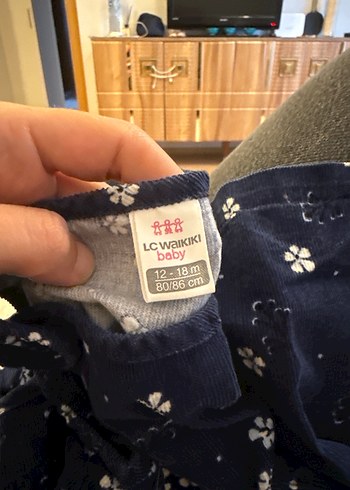 LC WAIKIKI
baby
12 - 18 m
80/86 cm